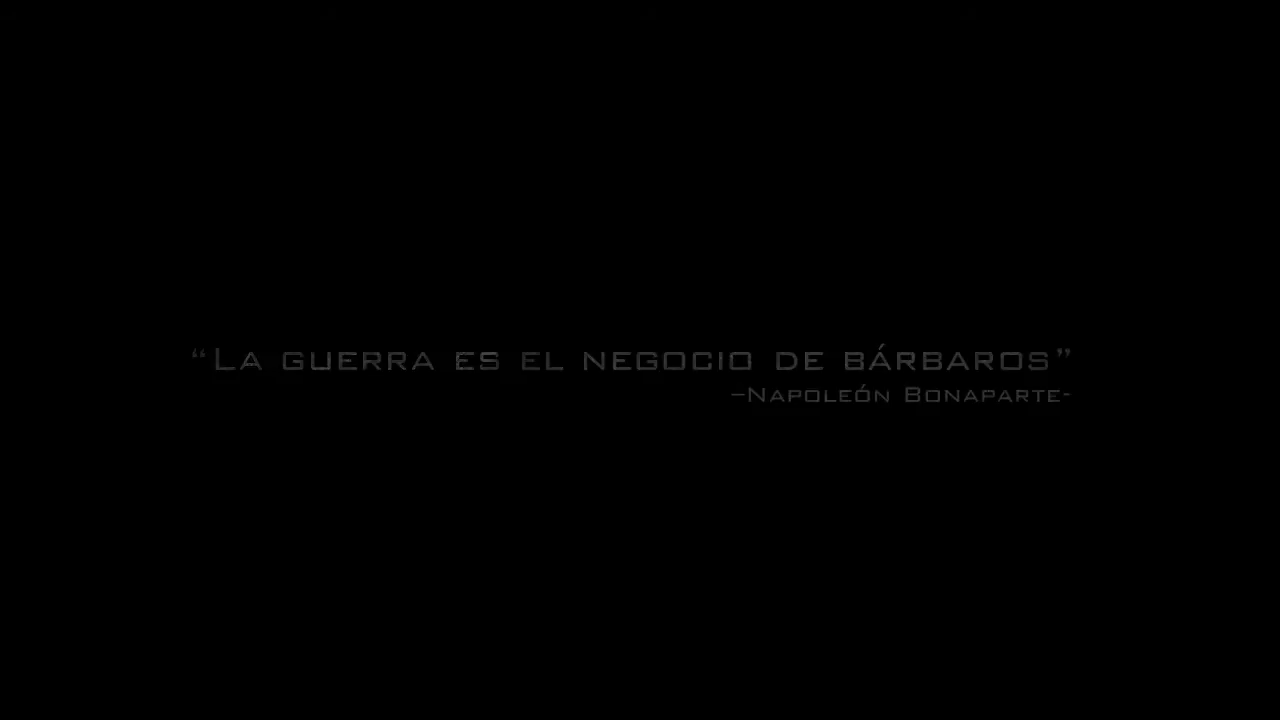 “La guerra es el negocio de bárbaros”
–Napoleón Bonaparte-